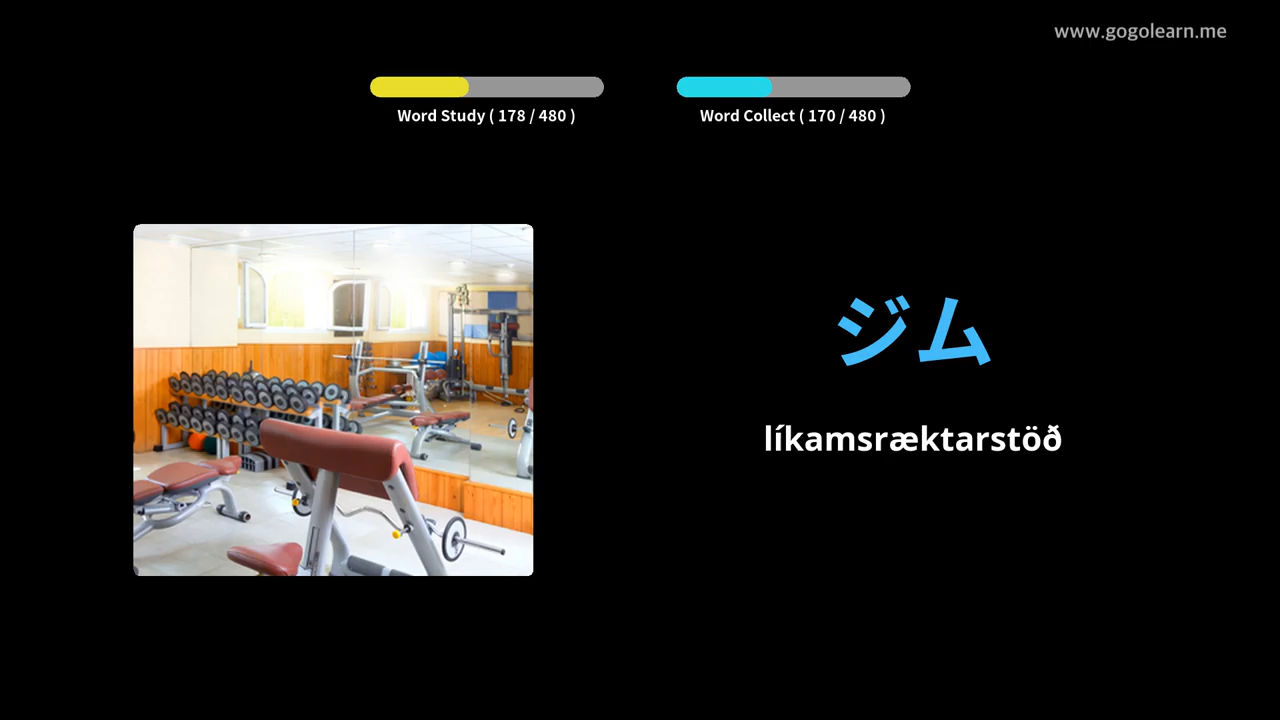 www.gogolearn.me
Word Study ( 178 / 480 )
Word Collect ( 170 / 480 )
ジム
líkamsræktarstöð